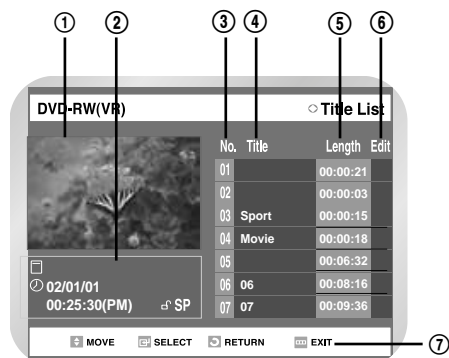 ① ② ③ ④ ⑤ ⑥
DVD-RW(VR) Title List
No. Title Length Edit
01 00:00:21
02 00:00:03
03 Sport 00:00:15
04 Movie 00:00:18
05 00:06:32
06 06 00:08:16
07 07 00:09:36
02/01/01
00:25:30(PM) SP
MOVE SELECT RETURN EXIT ⑦